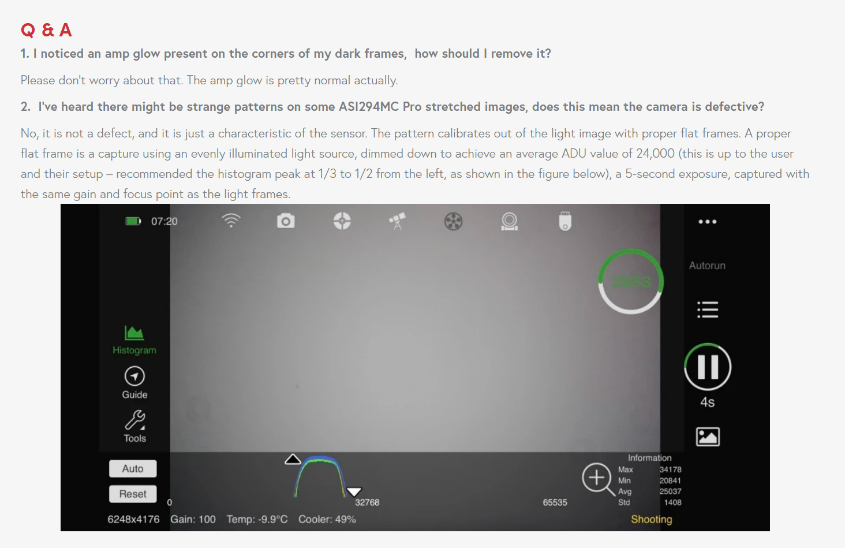 Q & A
1. I noticed an amp glow present on the corners of my dark frames, how should I remove it?
Please don't worry about that. The amp glow is pretty normal actually.
2. I've heard there might be strange patterns on some ASI294MC Pro stretched images, does this mean the camera is defective?
No, it is not a defect, and it is just a characteristic of the sensor. The pattern calibrates out of the light image with proper flat frames. A proper
flat frame is a capture using an evenly illuminated light source, dimmed down to achieve an average ADU value of 24,000 (this is up to the user
and their setup – recommended the histogram peak at 1/3 to 1/2 from the left, as shown in the figure below), a 5-second exposure, captured with
the same gain and focus point as the light frames.
07:20
Autorun
Histogram
Guide
4s
Tools
Auto
Reset
0
32768
65535
Information
Max 34178
Min 20841
Avg 25037
Std 1408
6248x4176 Gain: 100 Temp: -9.9°C Cooler: 49%
Shooting